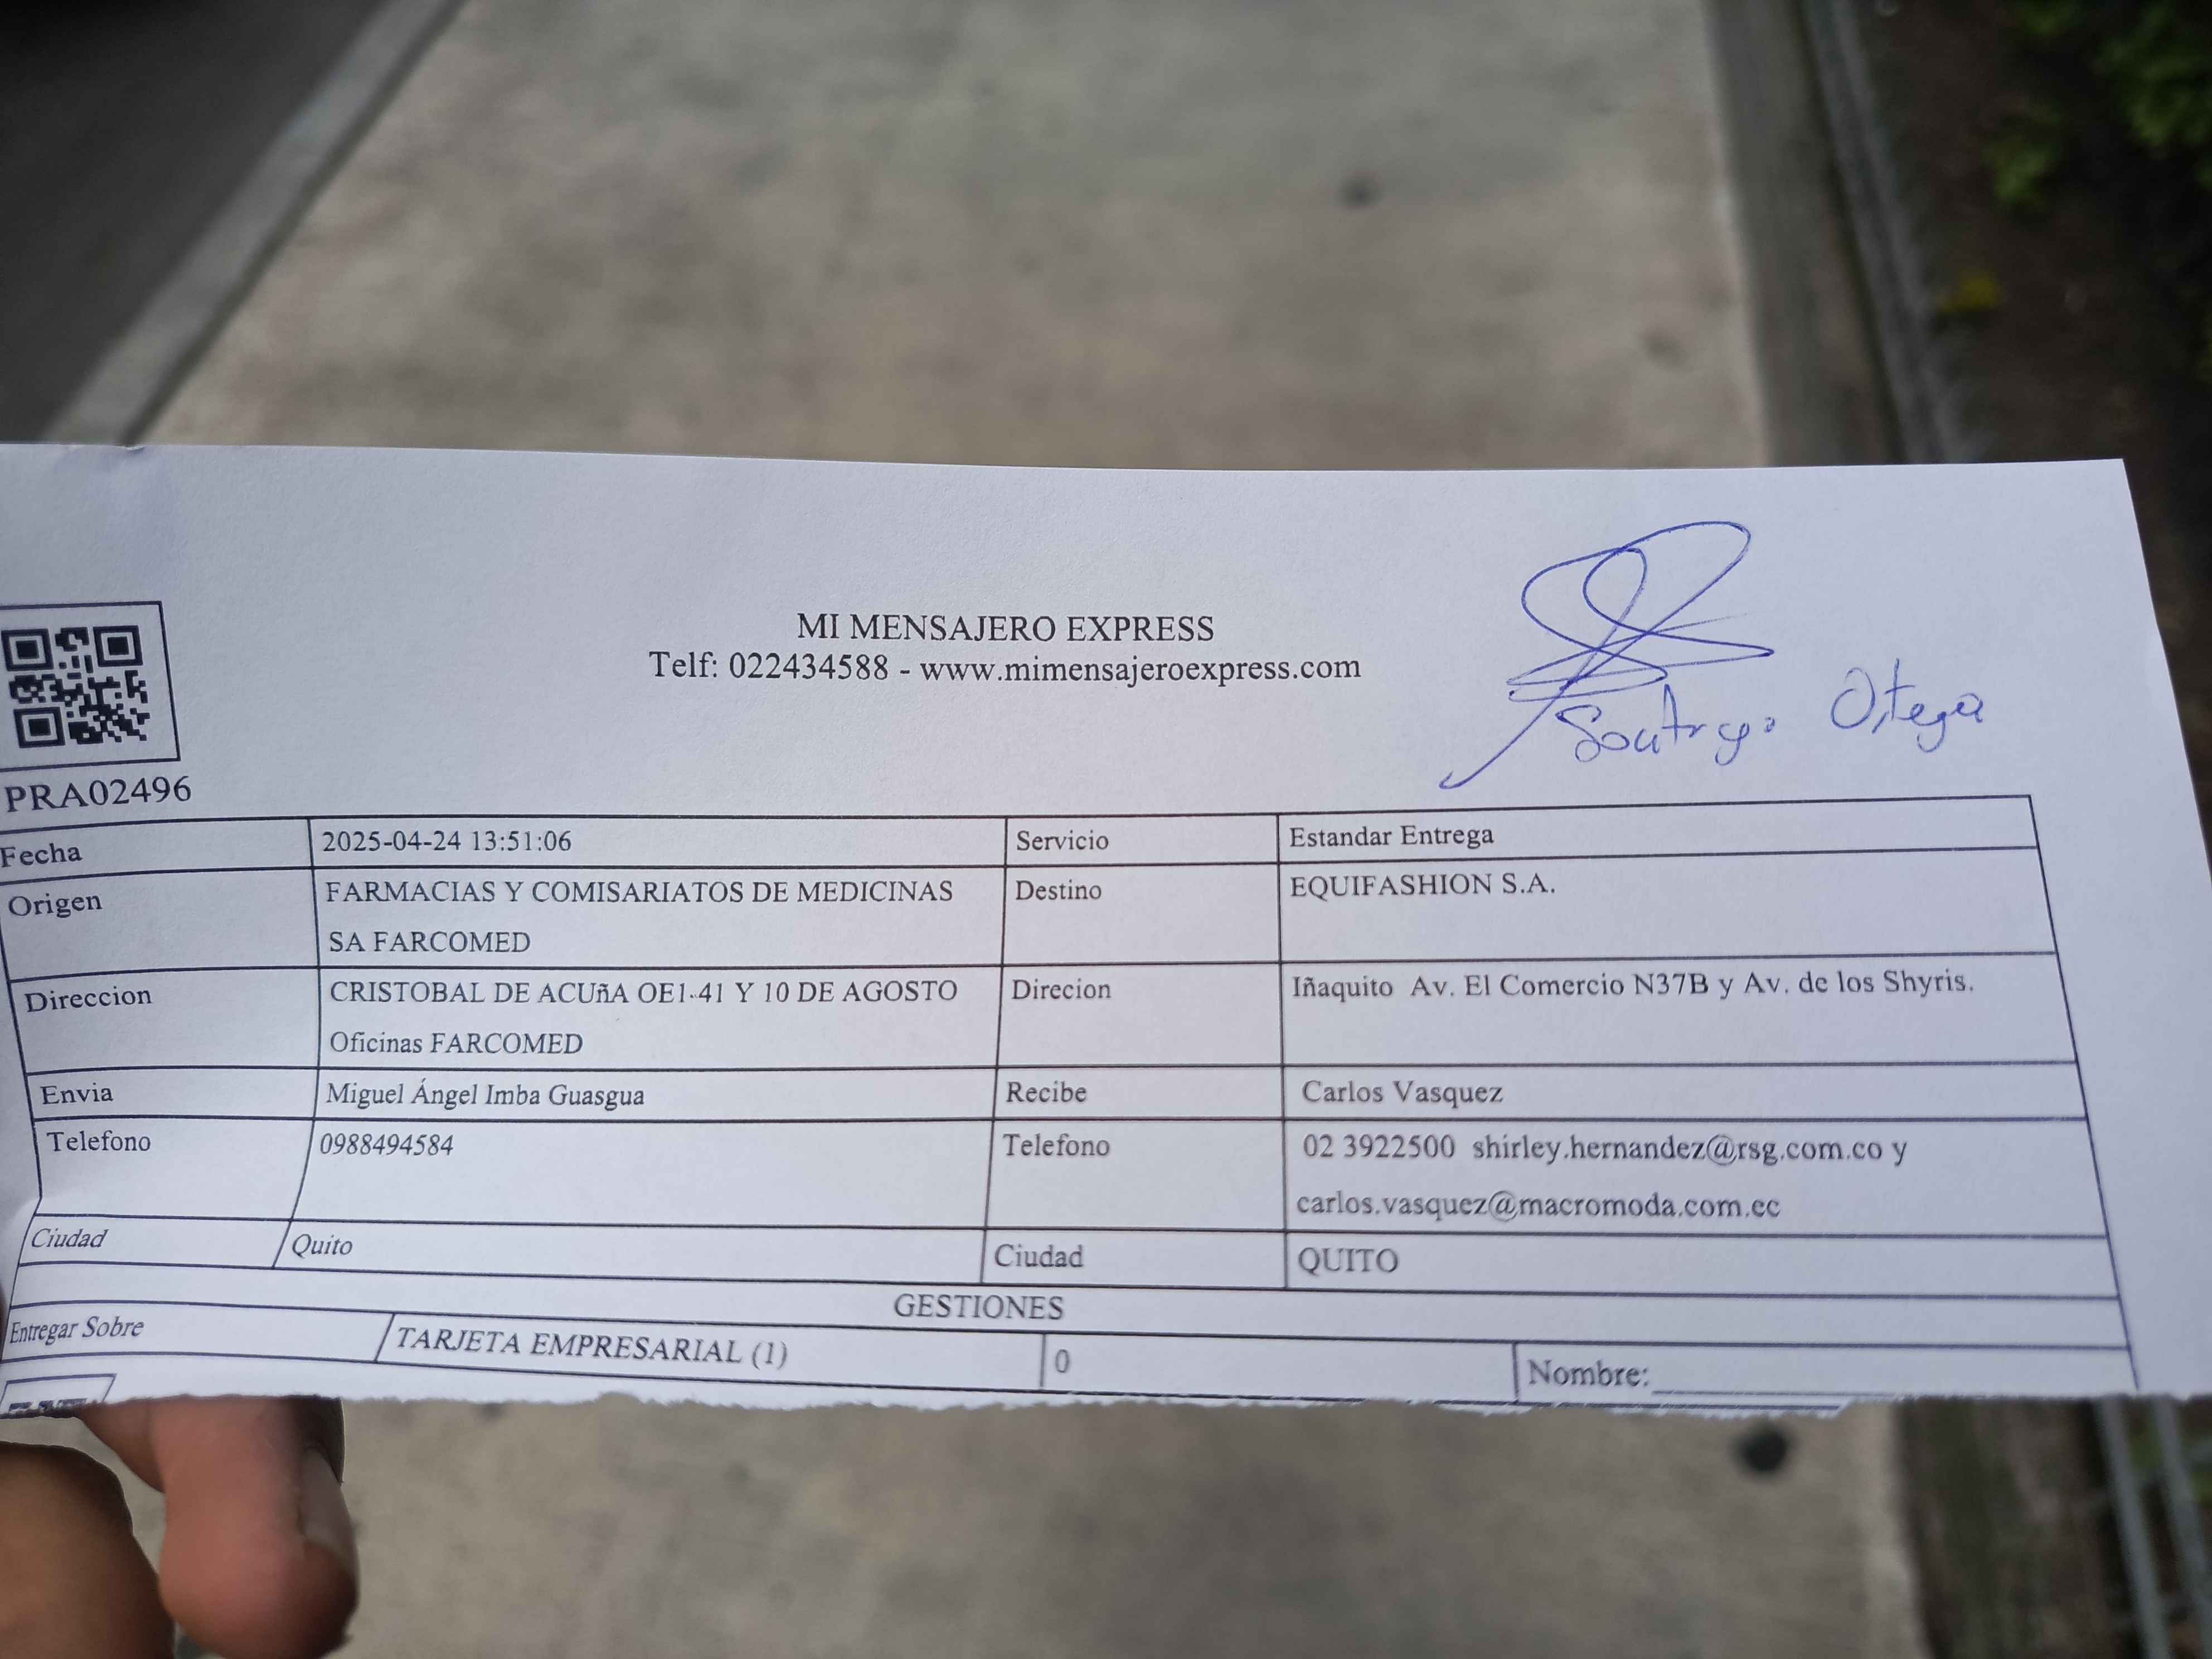 MI MENSAJERO EXPRESS
Telf: 022434588 - www.mimensajeroexpress.com
Ortega
PRA02496
Fecha 2025-04-24 13:51:06 Servicio Estandar Entrega
Origen FARMACIAS Y COMISARIATOS DE MEDICINAS Destino EQUIFASHION S.A.
SA FARCOMED
Direccion CRISTOBAL DE ACUñA OE1-41 Y 10 DE AGOSTO Direcion Iñaquito Av. El Comercio N37B y Av. de los Shyris.
Oficinas FARCOMED
Envia Miguel Ángel Imba Guasgua Recibe Carlos Vasquez
Telefono 0988494584 Telefono 02 3922500 shirley.hernandez@rsg.com.co y
carlos.vasquez@macromoda.com.ec
Ciudad Quito Ciudad QUITO
GESTIONES
Entregar Sobre TARJETA EMPRESARIAL (1) 0 Nombre: